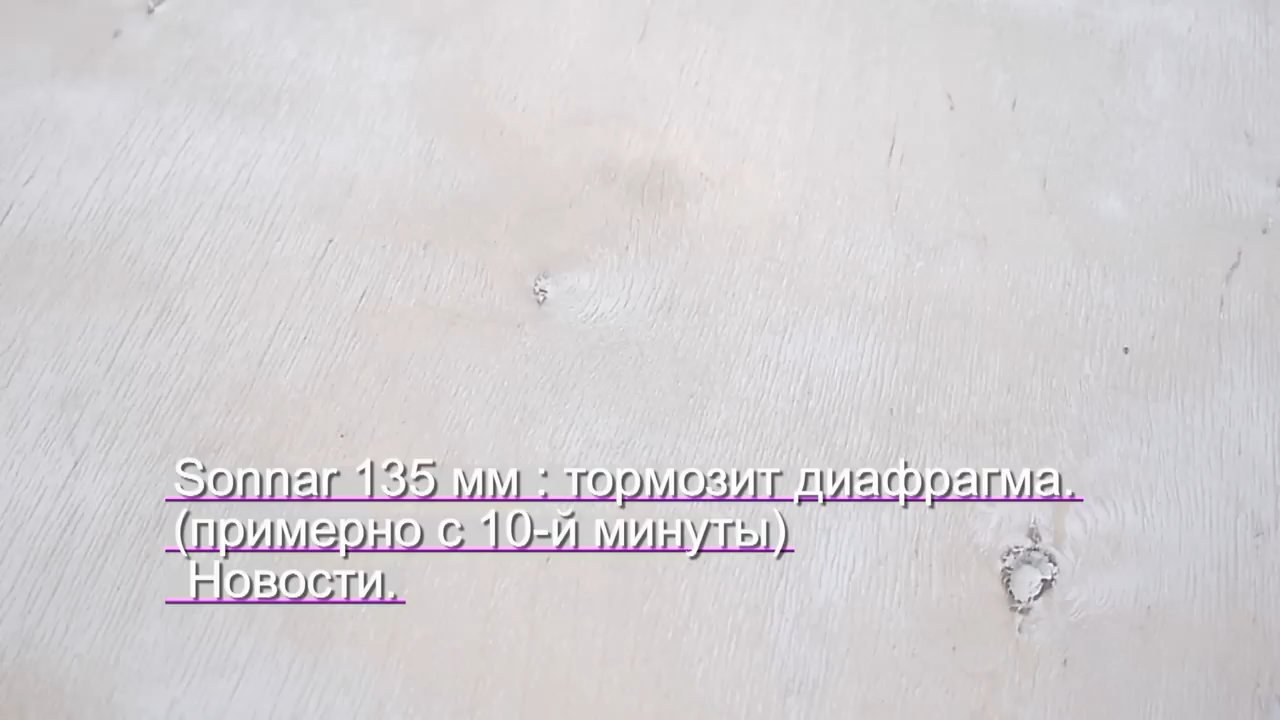 Sonnar 135 мм : тормозит диафрагма.
(примерно с 10-й минуты)
Новости.